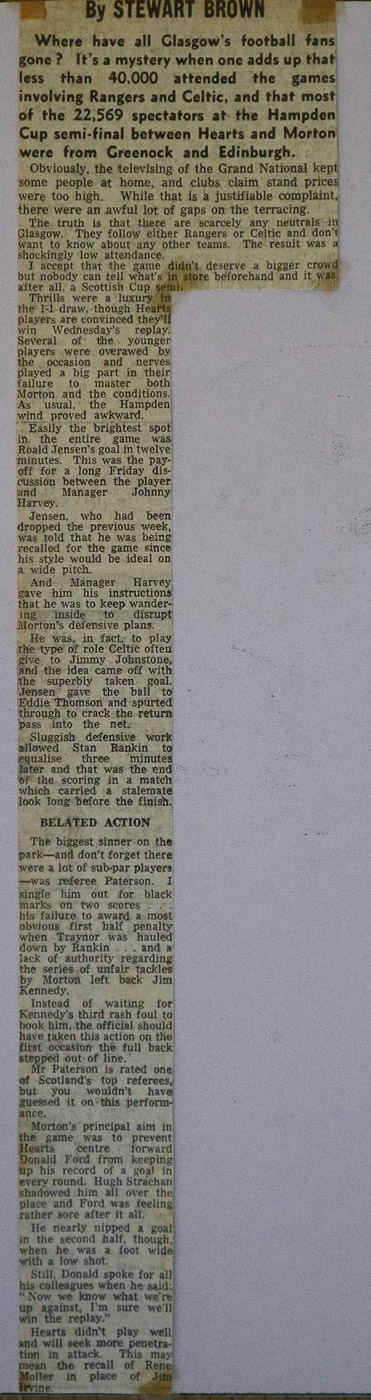 By STEWART BROWN
Where have all Glasgow's football fans
gone? It's a mystery when one adds up that
less than 40,000 attended the games
involving Rangers and Celtic, and that most
of the 22,569 spectators at the Hampden
Cup semi-final between Hearts and Morton
were from Greenock and Edinburgh.
Obviously, the televising of the Grand National kept
some people at home, and clubs claim stand prices
were too high. While that is a justifiable complaint,
there were an awful lot of gaps on the terracing.
The truth is that there are scarcely any neutrals in
Glasgow. They follow either Rangers or Celtic and don't
want to know about any other teams. The result was a
shockingly low attendance.
I accept that the game didn't deserve a bigger crowd
but nobody can tell what's in store beforehand and it was,
after all, a Scottish Cup semi.
Thrills were a luxury in
the 1-1 draw, though Hearts
players are convinced they'll
win Wednesday's replay.
Several of the younger
players were overawed by
the occasion and nerves
played a big part in their
failure to master both
Morton and the conditions.
As usual, the Hampden
wind proved awkward.
Easily the brightest spot
in the entire game was
Roald Jensen's goal in twelve
minutes. This was the pay-
off for a long Friday dis-
cussion between the player
and Manager Johnny
Harvey.
Jensen, who had been
dropped the previous week,
was told that he was being
recalled for the game since
his style would be ideal on
a wide pitch.
And Manager Harvey
gave him his instructions
that he was to keep wander-
ing inside to disrupt
Morton's defensive plans.
He was, in fact, to play
the type of role Celtic often
give to Jimmy Johnstone,
and the idea came off with
the superbly taken goal.
Jensen gave the ball to
Eddie Thomson and spurted
through to crack the return
pass into the net.
Sluggish defensive work
allowed Stan Rankin to
equalise three minutes
later and that was the end
of the scoring in a match
which carried a stalemate
look long before the finish.
BELATED ACTION
The biggest sinner on the
park—and don't forget there
were a lot of sub-par players
—was referee Paterson. I
single him out for black
marks on two scores . . .
his failure to award a most
obvious first half penalty
when Traynor was hauled
down by Rankin . . . and a
lack of authority regarding
the series of unfair tackles
by Morton left back Jim
Kennedy.
Instead of waiting for
Kennedy's third rash foul to
book him, the official should
have taken this action on the
first occasion the full back
stepped out of line.
Mr Paterson is rated one
of Scotland's top referees,
but you wouldn't have
guessed it on this perform-
ance.
Morton's principal aim in
the game was to prevent
Hearts centre forward
Donald Ford from keeping
up his record of a goal in
every round. Hugh Strachan
shadowed him all over the
place and Ford was feeling
rather sore after it all.
He nearly nipped a goal
in the second half, though,
when he was a foot wide
with a low shot.
Still, Donald spoke for all
his colleagues when he said:
"Now we know what we're
up against, I'm sure we'll
win the replay."
Hearts didn't play well
and will seek more penetra-
tion in attack. This may
mean the recall of Rene
Moller in place of Jim
Irvine.